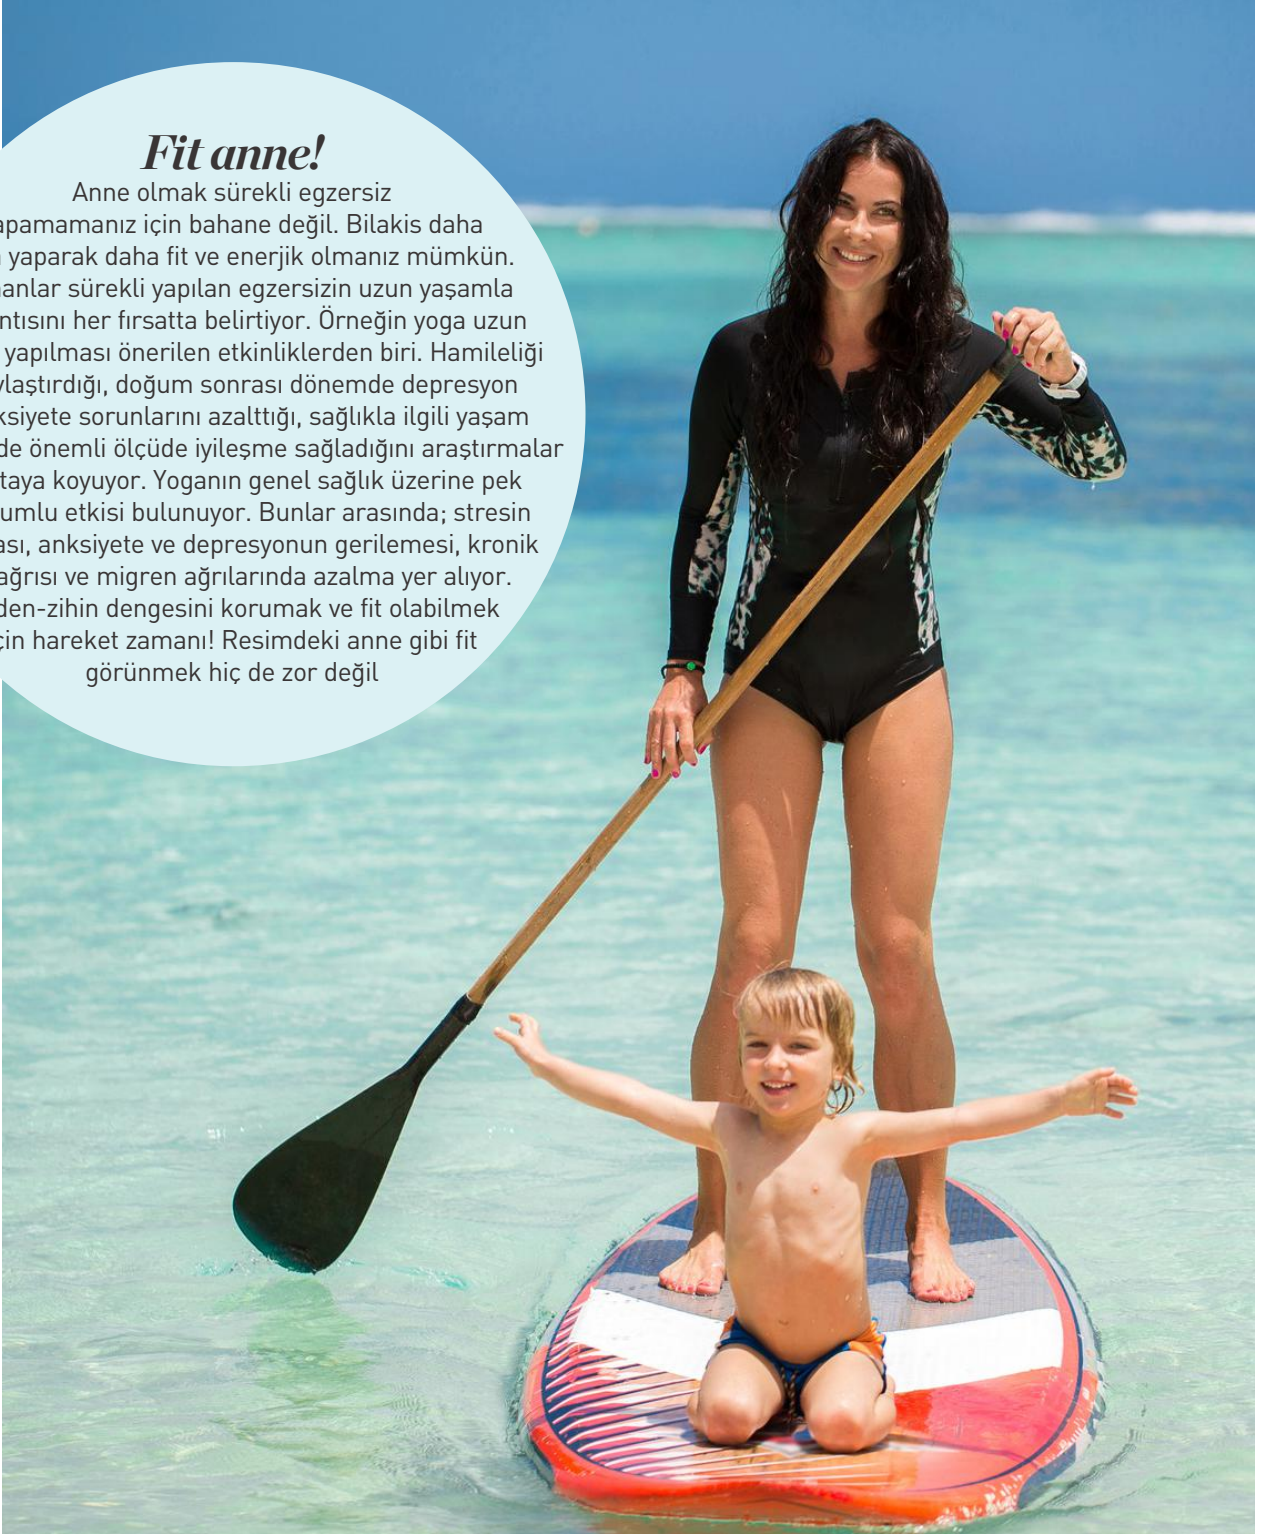 Fit anne!
Anne olmak sürekli egzersiz
apamamanız için bahane değil. Bilakis daha
yaparak daha fit ve enerjik olmanız mümkün.
anlar sürekli yapılan egzersizin uzun yaşamla
ntısını her fırsatta belirtiyor. Örneğin yoga uzun
yapılması önerilen etkinliklerden biri. Hamileliği
ylaştırdığı, doğum sonrası dönemde depresyon
ksiyete sorunlarını azalttığı, sağlıkla ilgili yaşam
de önemli ölçüde iyileşme sağladığını araştırmalar
taya koyuyor. Yoganın genel sağlık üzerine pek
umlu etkisi bulunuyor. Bunlar arasında; stresin
ası, anksiyete ve depresyonun gerilemesi, kronik
ağrısı ve migren ağrılarında azalma yer alıyor.
den-zihin dengesini korumak ve fit olabilmek
çin hareket zamanı! Resimdeki anne gibi fit
görünmek hiç de zor değil